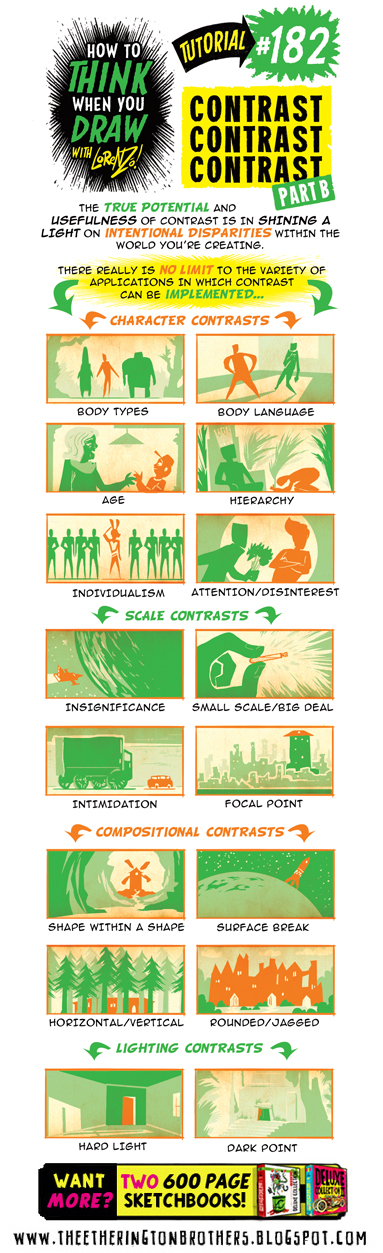 HOW TO
THINK
WHEN YOU
DRAW
WITH LORENZO!
TUTORIAL
#182
CONTRAST
CONTRAST
CONTRAST
PART B
THE TRUE POTENTIAL AND
USEFULNESS OF CONTRAST IS IN SHINING A
LIGHT ON INTENTIONAL DISPARITIES WITHIN THE
WORLD YOU'RE CREATING.
THERE REALLY IS NO LIMIT TO THE VARIETY OF
APPLICATIONS IN WHICH CONTRAST
CAN BE IMPLEMENTED...
CHARACTER CONTRASTS
BODY TYPES
BODY LANGUAGE
AGE
HIERARCHY
INDIVIDUALISM
ATTENTION/DISINTEREST
SCALE CONTRASTS
INSIGNIFICANCE
SMALL SCALE/BIG DEAL
INTIMIDATION
FOCAL POINT
COMPOSITIONAL CONTRASTS
SHAPE WITHIN A SHAPE
SURFACE BREAK
HORIZONTAL/VERTICAL
ROUNDED/JAGGED
LIGHTING CONTRASTS
HARD LIGHT
DARK POINT
WANT
MORE?
TWO 600 PAGE
SKETCHBOOKS!
DELUXE
COLLECTION
WWW.THEETHERINGTONBROTHERS.BLOGSPOT.COM